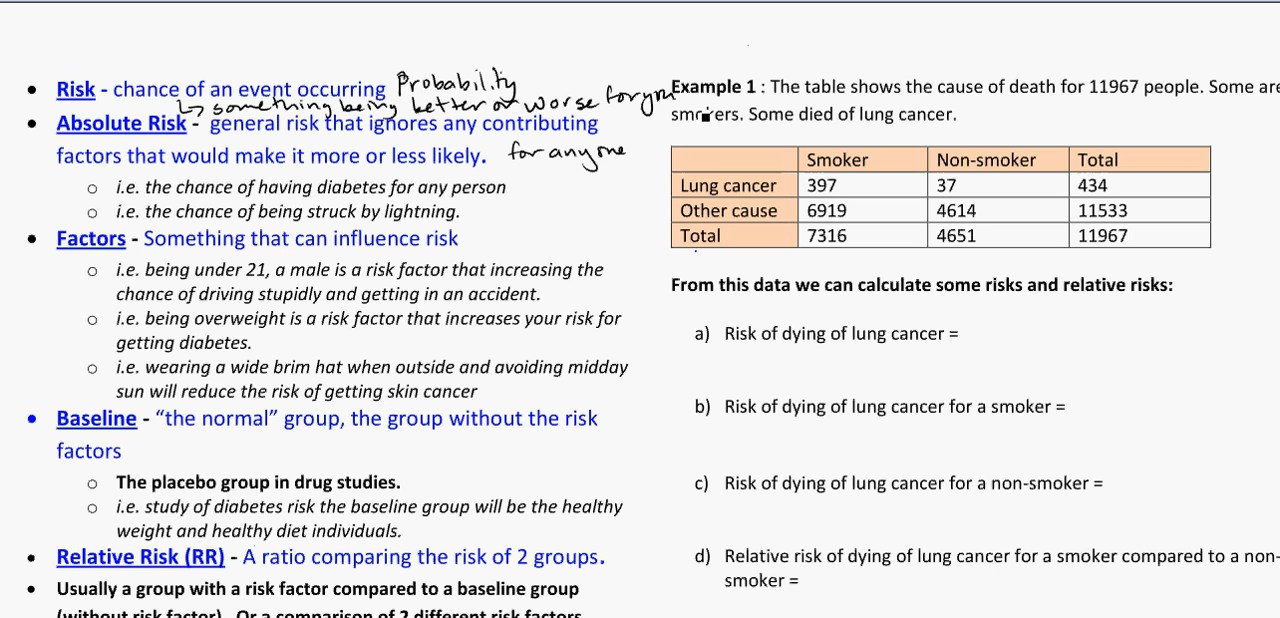 • Risk - chance of an event occurring Probability
↳ something being better or worse for you
• Absolute Risk - general risk that ignores any contributing
factors that would make it more or less likely. for anyone
o i.e. the chance of having diabetes for any person
o i.e. the chance of being struck by lightning.
• Factors - Something that can influence risk
o i.e. being under 21, a male is a risk factor that increasing the
chance of driving stupidly and getting in an accident.
o i.e. being overweight is a risk factor that increases your risk for
getting diabetes.
o i.e. wearing a wide brim hat when outside and avoiding midday
sun will reduce the risk of getting skin cancer
• Baseline - “the normal” group, the group without the risk
factors
o The placebo group in drug studies.
o i.e. study of diabetes risk the baseline group will be the healthy
weight and healthy diet individuals.
• Relative Risk (RR) - A ratio comparing the risk of 2 groups.
• Usually a group with a risk factor compared to a baseline group
(without risk factor). Or a comparison of 2 different risk factors
Example 1 : The table shows the cause of death for 11967 people. Some are
Some died of lung cancer.
Smoker Non-smoker Total
Lung cancer 397 37 434
Other cause 6919 4614 11533
Total 7316 4651 11967
From this data we can calculate some risks and relative risks:
a) Risk of dying of lung cancer =
b) Risk of dying of lung cancer for a smoker =
c) Risk of dying of lung cancer for a non-smoker =
d) Relative risk of dying of lung cancer for a smoker compared to a non-
smoker =